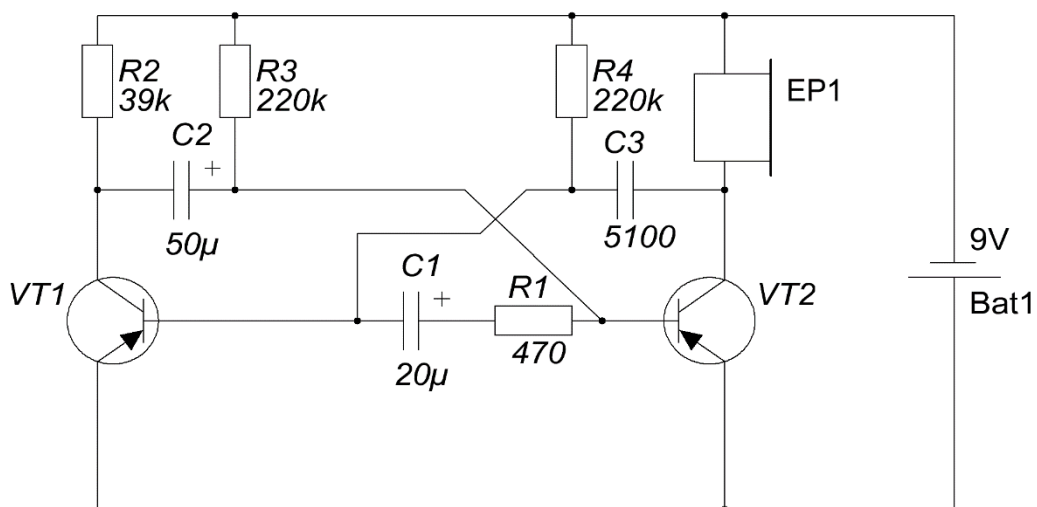 R2
39k
R3
220k
R4
220k
EP1
C2
+
50µ
C3
5100
9V
Bat1
VT1
C1
+
20µ
R1
470
VT2